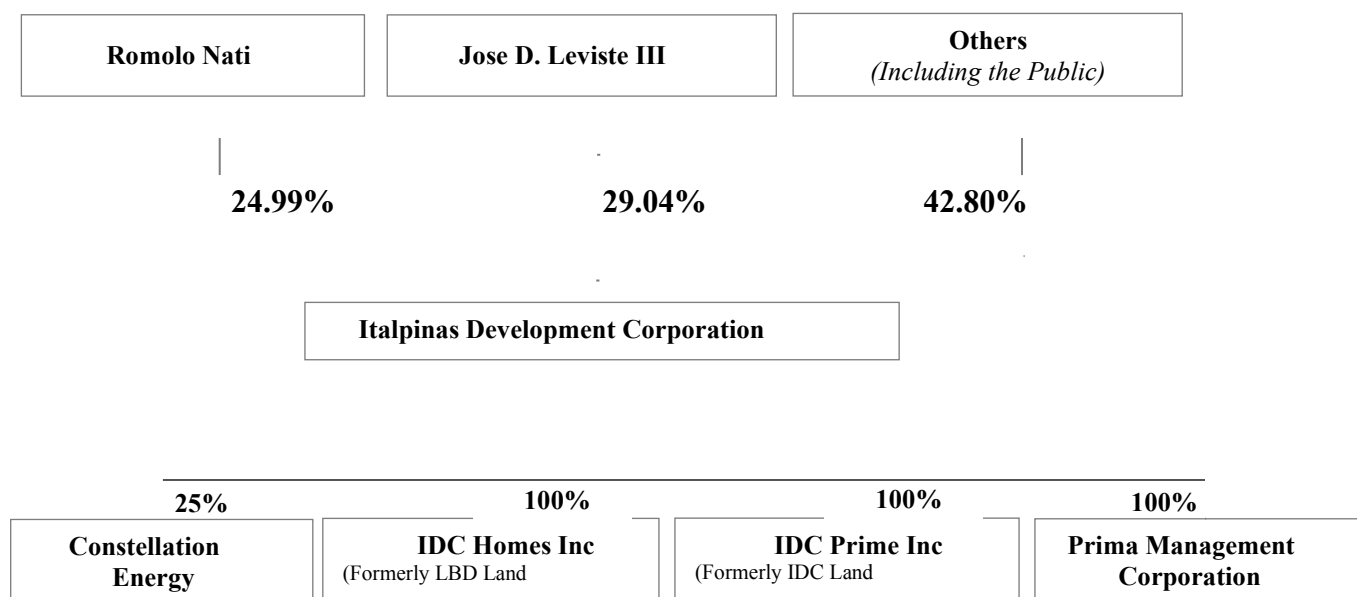 Romolo Nati
Jose D. Leviste III
Others
(Including the Public)
24.99%
29.04%
42.80%
Italpinas Development Corporation
25%
100%
100%
100%
Constellation
Energy
IDC Homes Inc
(Formerly LBD Land
IDC Prime Inc
(Formerly IDC Land
Prima Management
Corporation